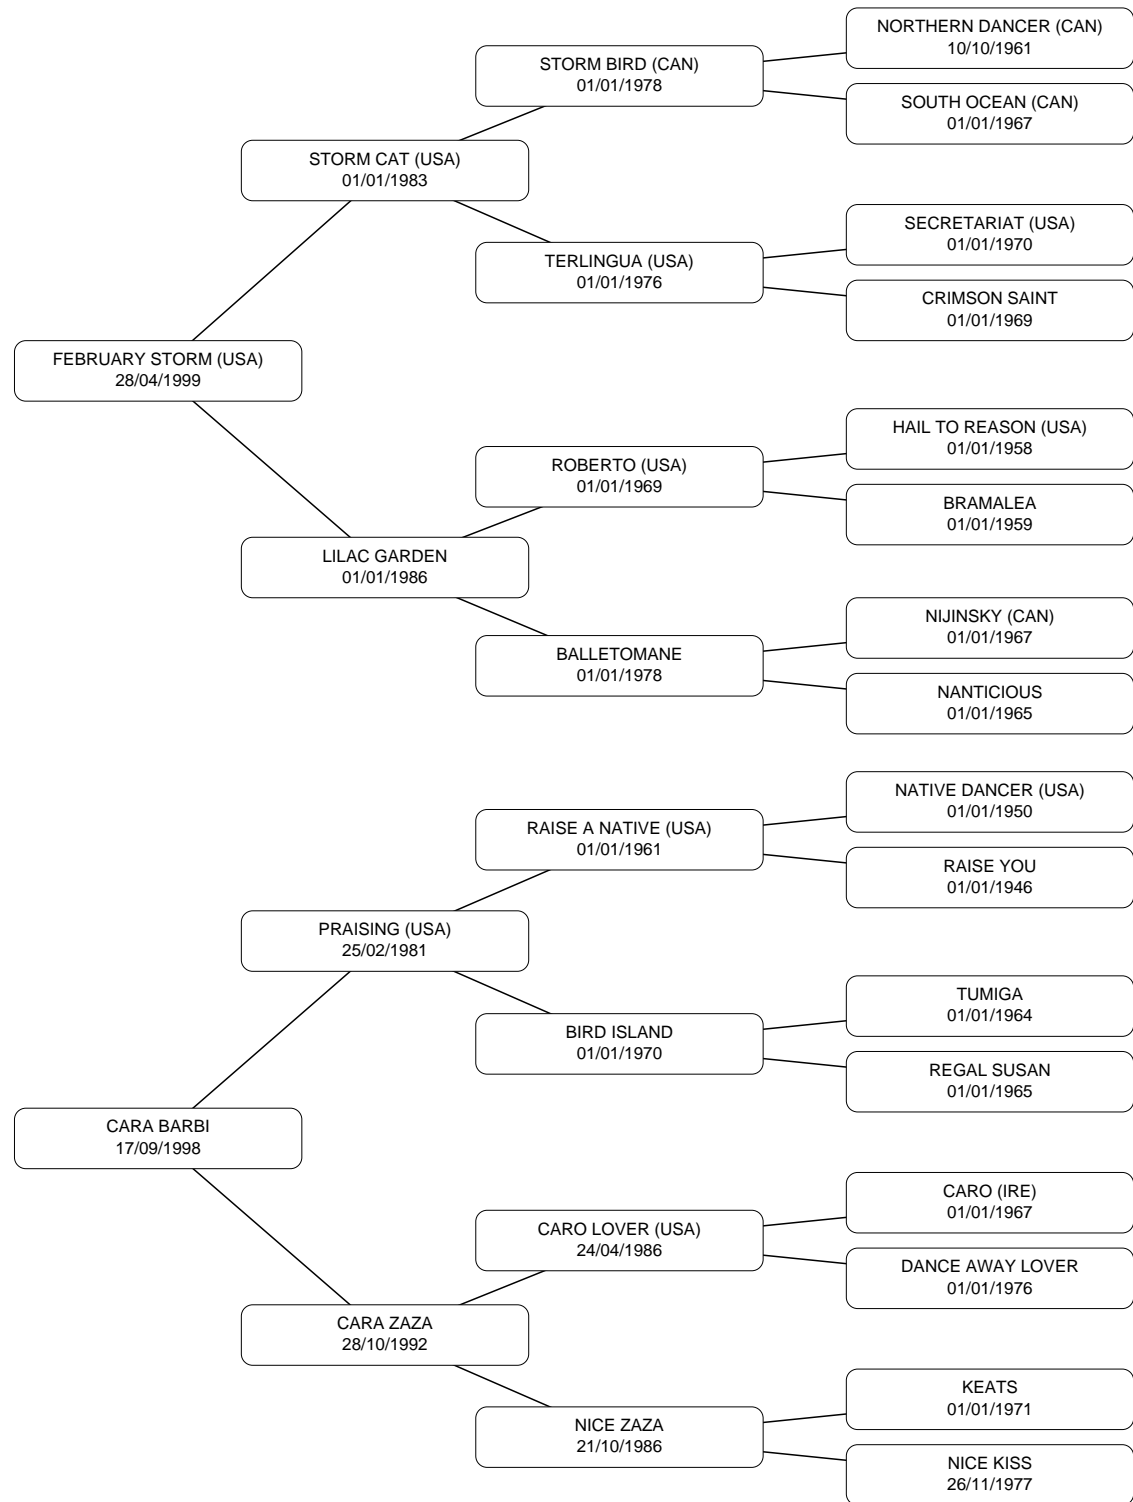 NORTHERN DANCER (CAN)
10/10/1961
STORM BIRD (CAN)
01/01/1978
SOUTH OCEAN (CAN)
01/01/1967
STORM CAT (USA)
01/01/1983
SECRETARIAT (USA)
01/01/1970
TERLINGUA (USA)
01/01/1976
CRIMSON SAINT
01/01/1969
FEBRUARY STORM (USA)
28/04/1999
HAIL TO REASON (USA)
01/01/1958
ROBERTO (USA)
01/01/1969
BRAMALEA
01/01/1959
LILAC GARDEN
01/01/1986
NIJINSKY (CAN)
01/01/1967
BALLETOMANE
01/01/1978
NANTICIOUS
01/01/1965
NATIVE DANCER (USA)
01/01/1950
RAISE A NATIVE (USA)
01/01/1961
RAISE YOU
01/01/1946
PRAISING (USA)
25/02/1981
TUMIGA
01/01/1964
BIRD ISLAND
01/01/1970
REGAL SUSAN
01/01/1965
CARA BARBI
17/09/1998
CARO (IRE)
01/01/1967
CARO LOVER (USA)
24/04/1986
DANCE AWAY LOVER
01/01/1976
CARA ZAZA
28/10/1992
KEATS
01/01/1971
NICE ZAZA
21/10/1986
NICE KISS
26/11/1977